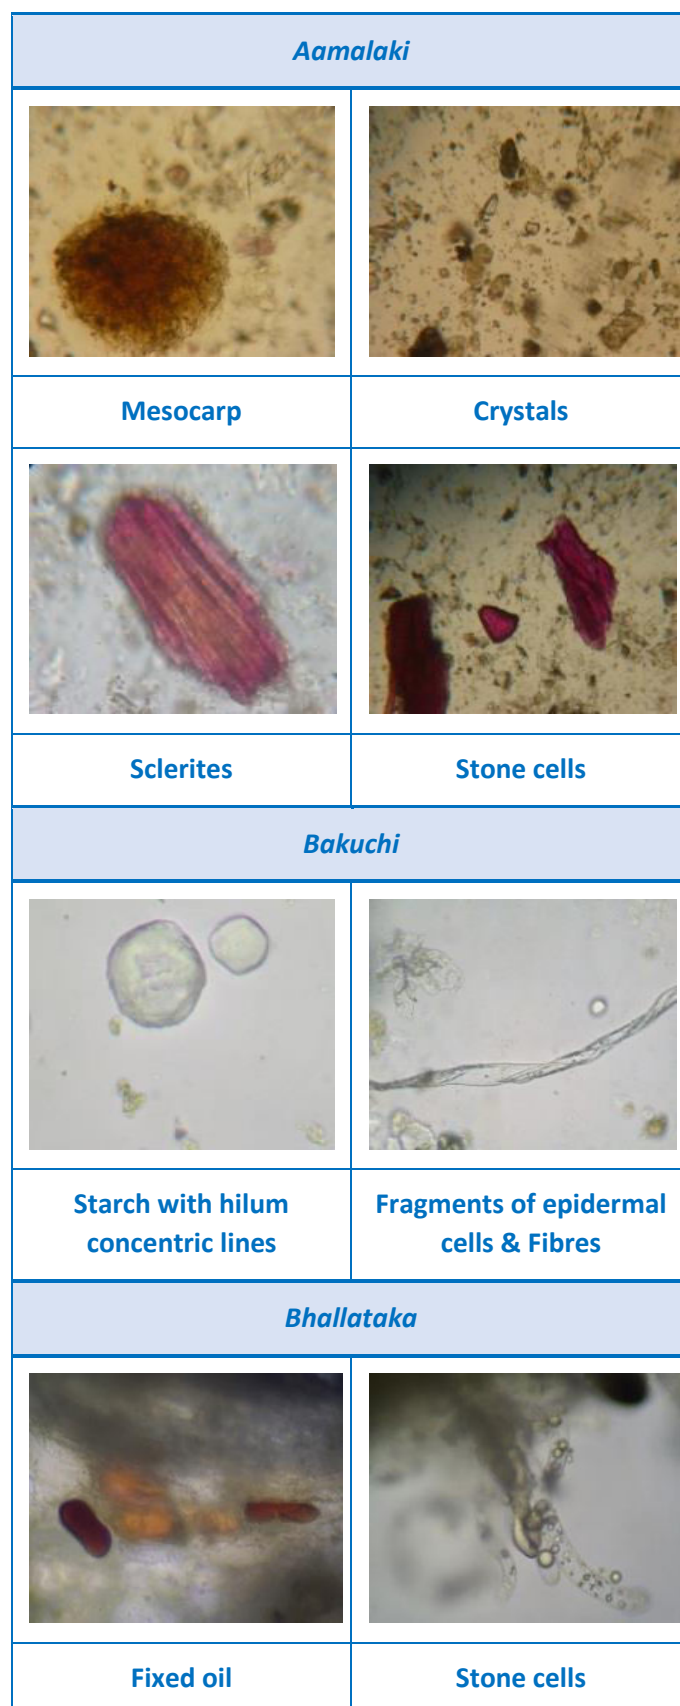 Aamalaki
Mesocarp
Crystals
Sclerites
Stone cells
Bakuchi
Starch with hilum
concentric lines
Fragments of epidermal
cells & Fibres
Bhallataka
Fixed oil
Stone cells